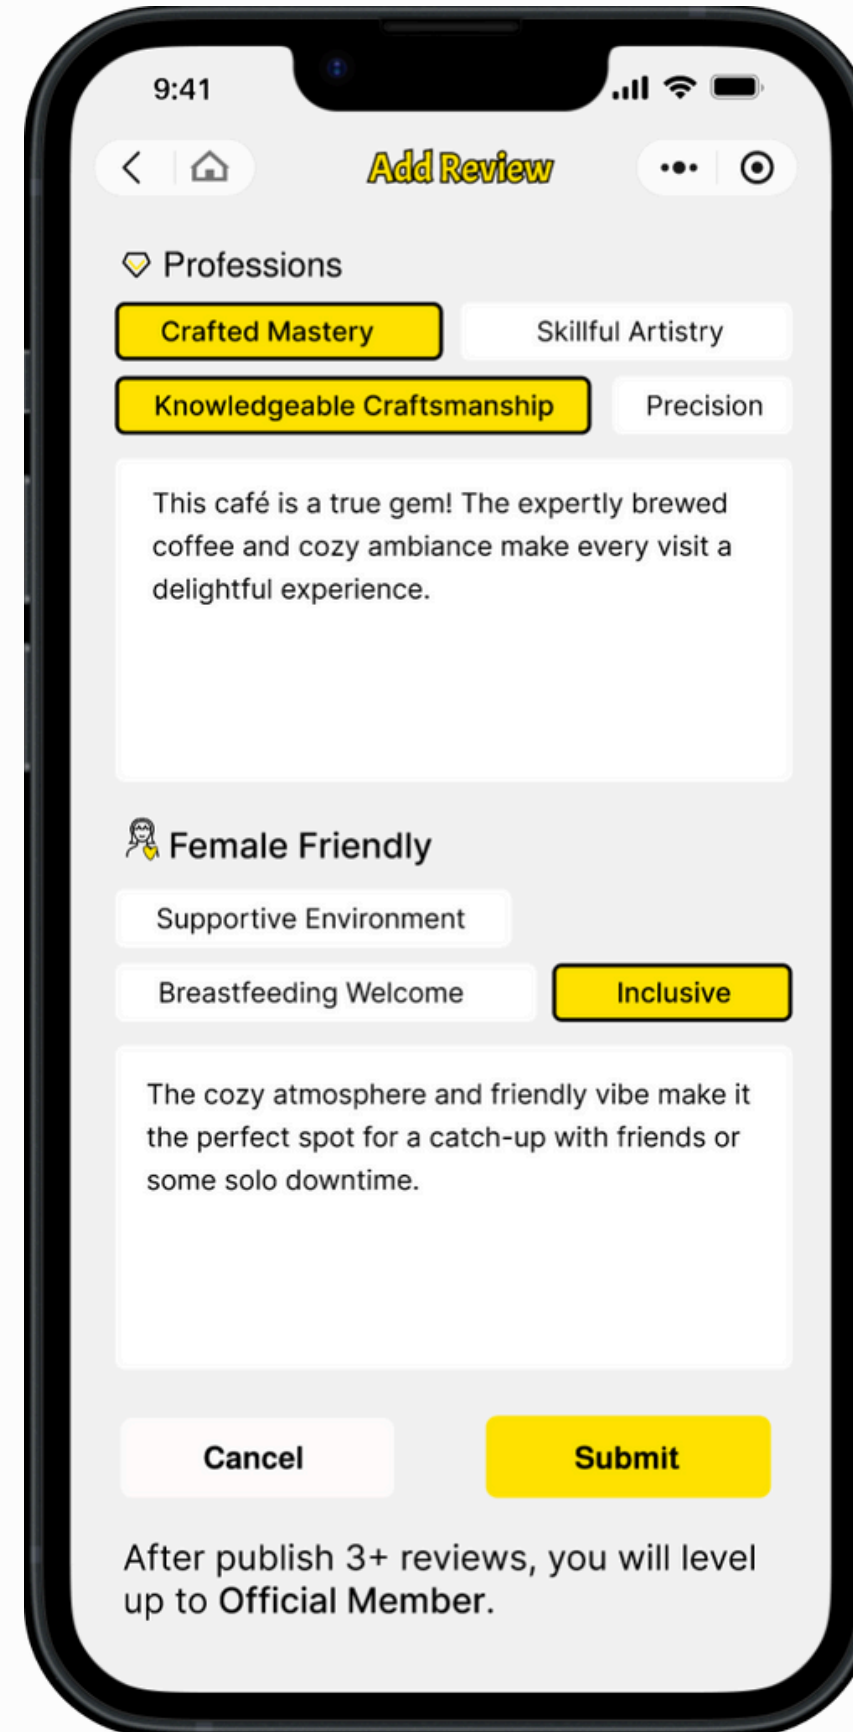 9:41
Add Review
Professions
Crafted Mastery
Skillful Artistry
Knowledgeable Craftsmanship
Precision
This café is a true gem! The expertly brewed
coffee and cozy ambiance make every visit a
delightful experience.
Female Friendly
Supportive Environment
Breastfeeding Welcome
Inclusive
The cozy atmosphere and friendly vibe make it
the perfect spot for a catch-up with friends or
some solo downtime.
Cancel
Submit
After publish 3+ reviews, you will level
up to Official Member.